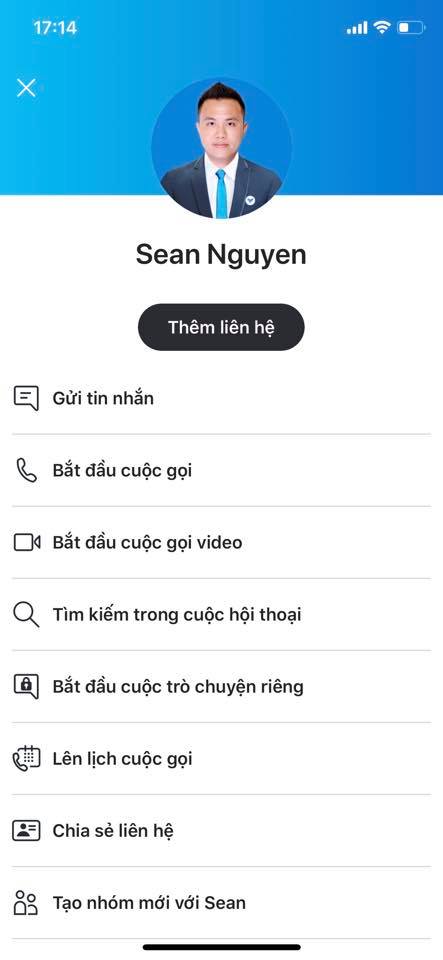 17:14
Sean Nguyen
Thêm liên hệ
Gửi tin nhắn
Bắt đầu cuộc gọi
Bắt đầu cuộc gọi video
Tìm kiếm trong cuộc hội thoại
Bắt đầu cuộc trò chuyện riêng
Lên lịch cuộc gọi
Chia sẻ liên hệ
Tạo nhóm mới với Sean